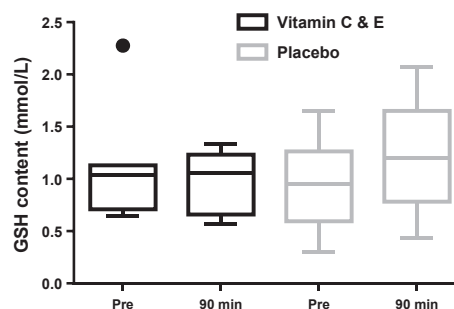 Vitamin C & E
Placebo
GSH content (mmol/L)
2.5
2.0
1.5
1.0
0.5
0.0
Pre
90 min
Pre
90 min